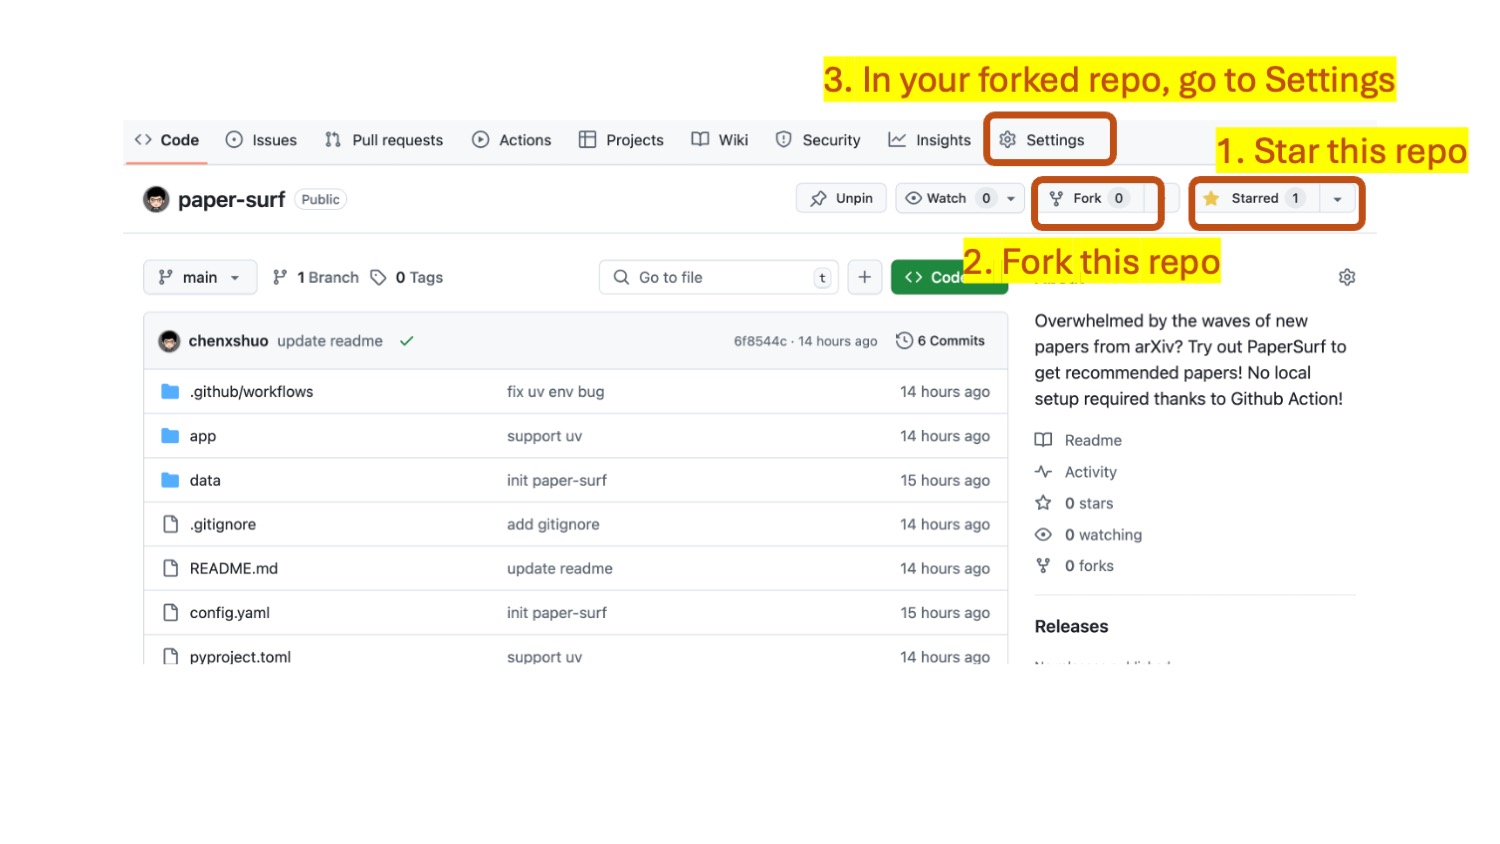 3. In your forked repo, go to Settings
Code Issues Pull requests Actions Projects Wiki Security Insights Settings
1. Star this repo
paper-surf Public Unpin Watch 0 Fork 0 Starred 1
2. Fork this repo
main 1 Branch 0 Tags Go to file t Code
chenxshuo update readme 6f8544c · 14 hours ago 6 Commits
.github/workflows fix uv env bug 14 hours ago
app support uv 14 hours ago
data init paper-surf 15 hours ago
.gitignore add gitignore 14 hours ago
README.md update readme 14 hours ago
config.yaml init paper-surf 15 hours ago
pyproject.toml support uv 14 hours ago
Overwhelmed by the waves of new
papers from arXiv? Try out PaperSurf to
get recommended papers! No local
setup required thanks to Github Action!
Readme
Activity
0 stars
0 watching
0 forks
Releases